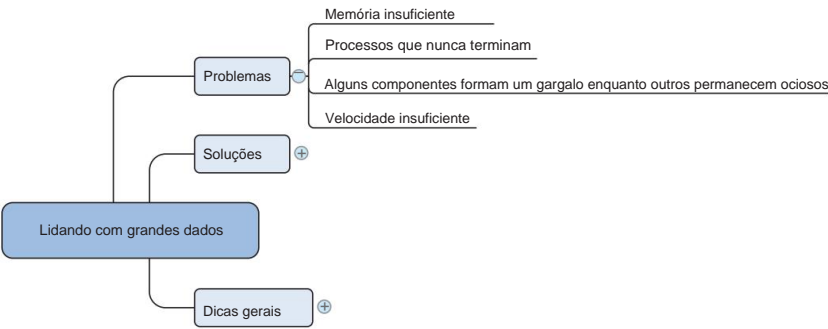 Memória insuficiente
Processos que nunca terminam
Problemas
Alguns componentes formam um gargalo enquanto outros permanecem ociosos
Velocidade insuficiente
Soluções
Lidando com grandes dados
Dicas gerais